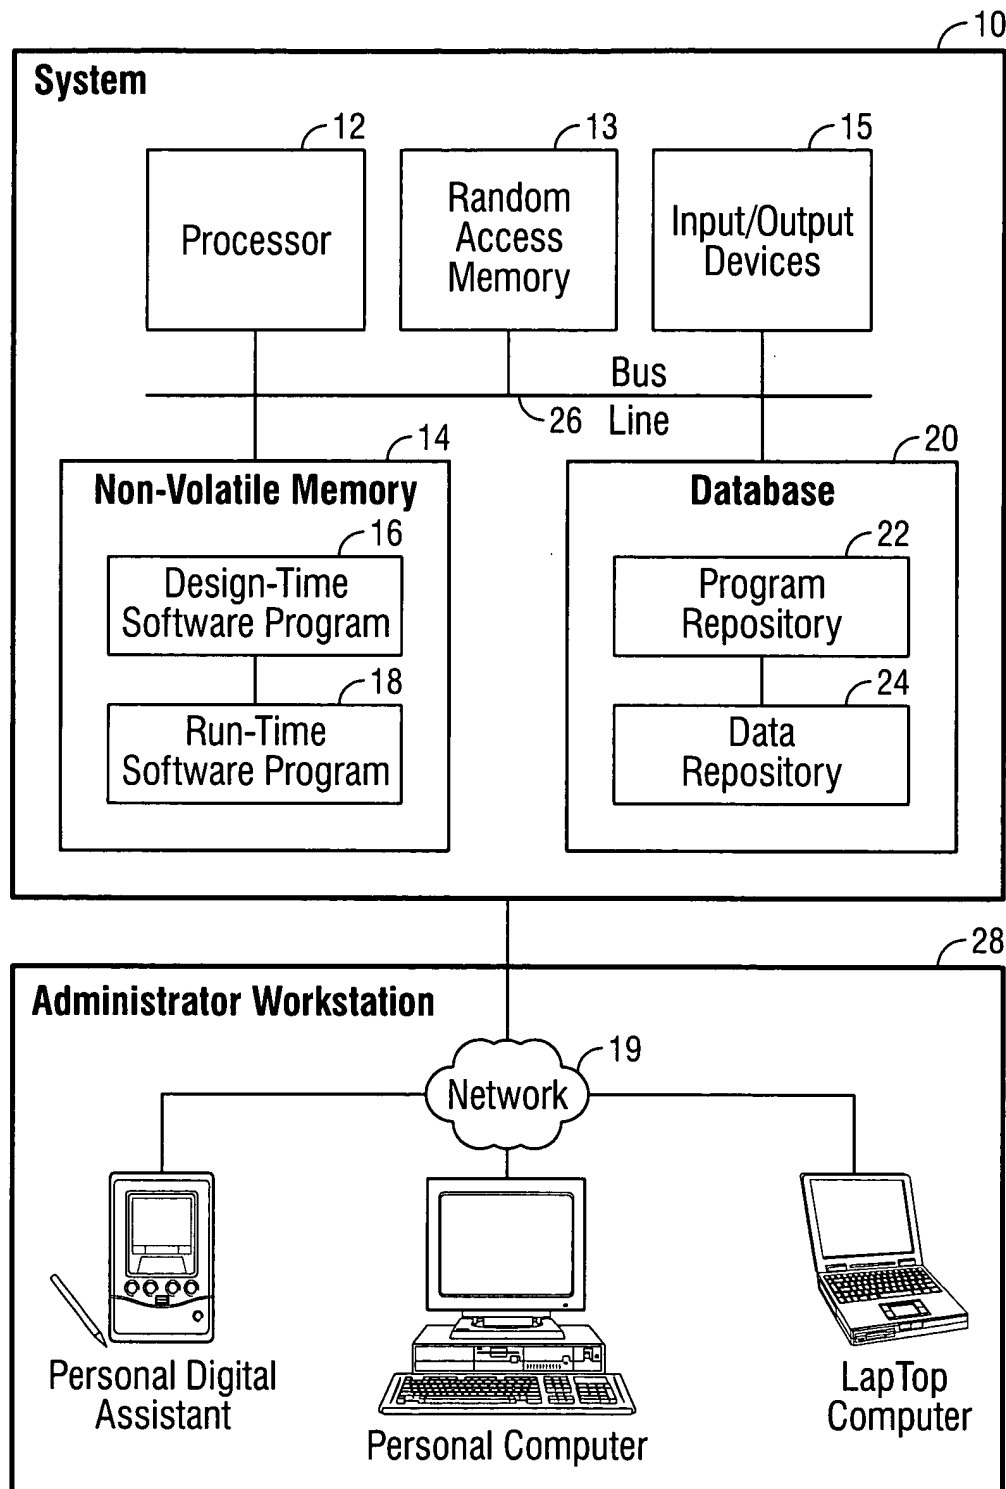 10
System
12
13
15
Processor
Random
Access
Memory
Input/Output
Devices
Bus
26
Line
14
20
Non-Volatile Memory
Database
16
22
Design-Time
Software Program
Program
Repository
18
24
Run-Time
Software Program
Data
Repository
28
Administrator Workstation
19
Network
Personal Digital
Assistant
Personal Computer
LapTop
Computer